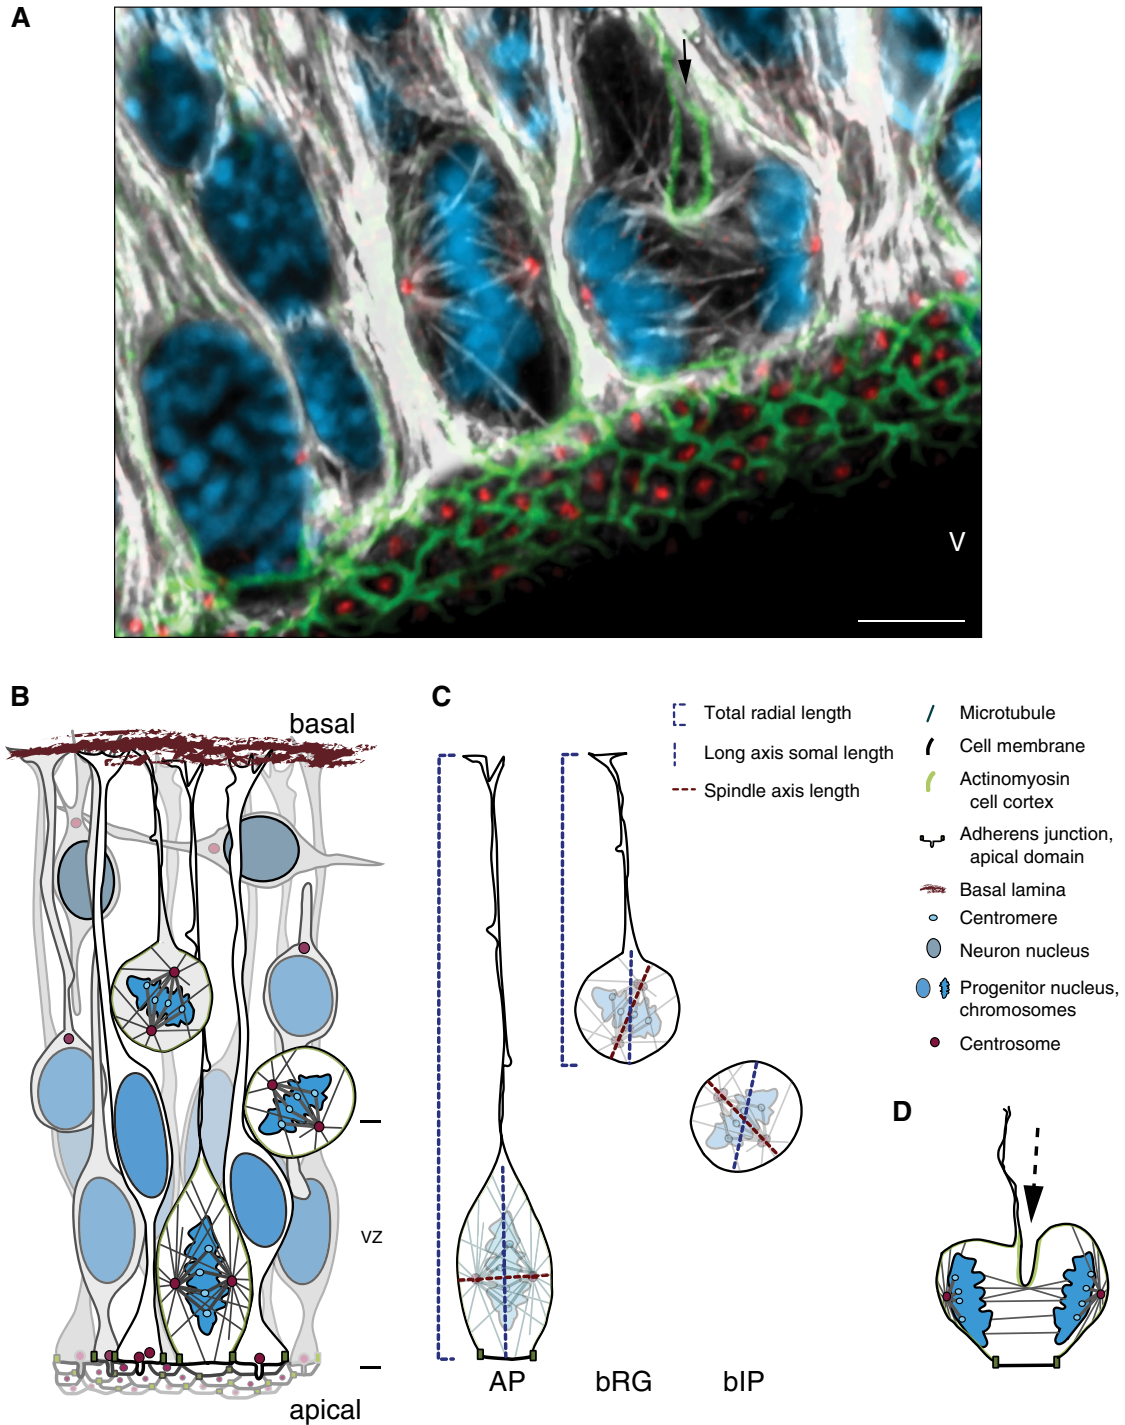 A
V
B
basal
VZ
apical
C
Total radial length
Long axis somal length
Spindle axis length
AP
bRG
bIP
Microtubule
Cell membrane
Actinomyosin
cell cortex
Adherens junction,
apical domain
Basal lamina
Centromere
Neuron nucleus
Progenitor nucleus,
chromosomes
Centrosome
D